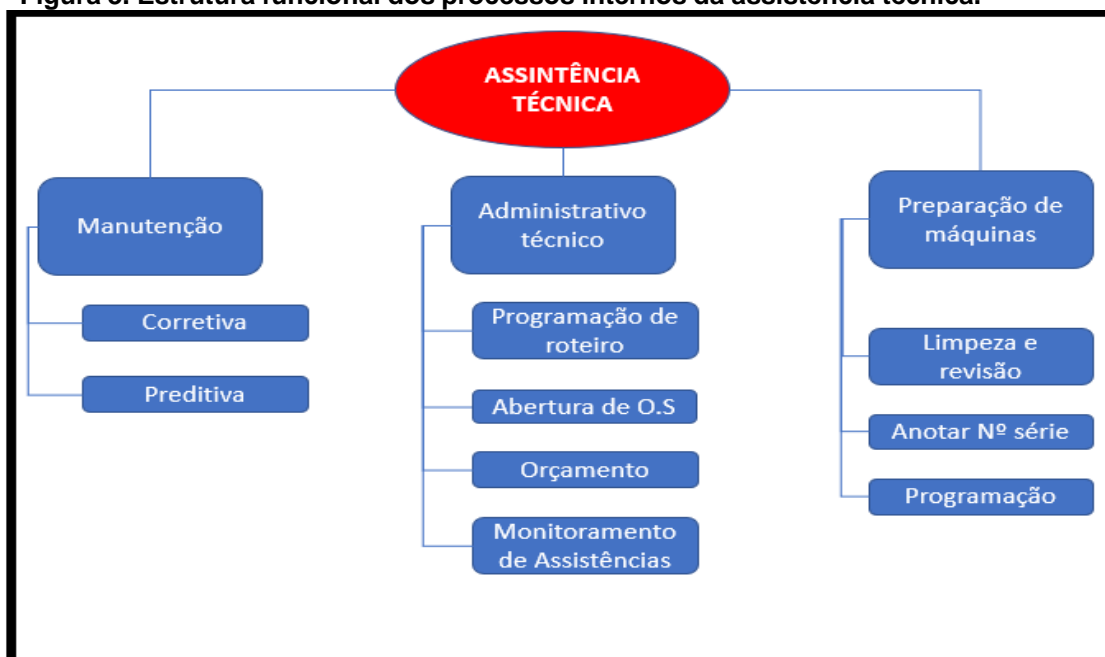 Figura 3. Estrutura funcional dos processos internos da assistência técnica.
ASSINTÊNCIA
TÉCNICA
Manutenção
Corretiva
Preditiva
Administrativo
técnico
Programação de
roteiro
Abertura de O.S
Orçamento
Monitoramento
de Assistências
Preparação de
máquinas
Limpeza e
revisão
Anotar Nº série
Programação